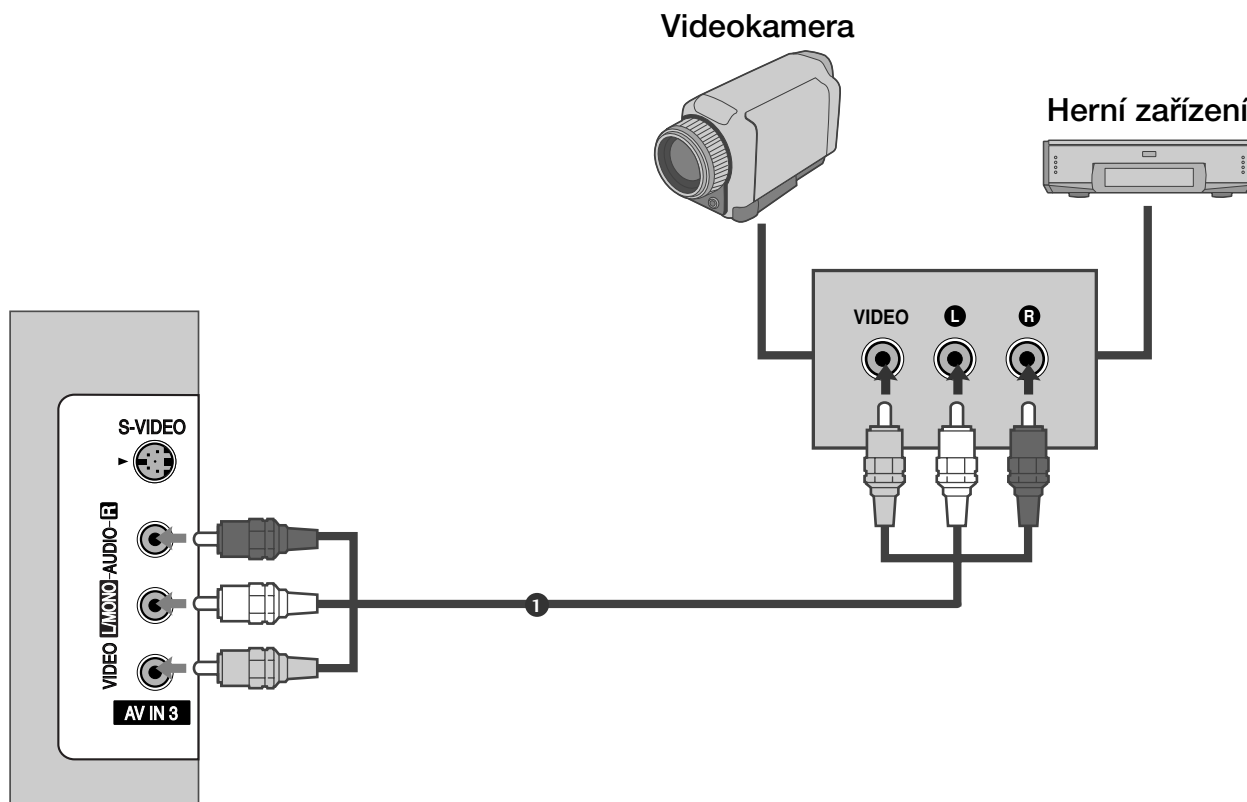 Videokamera
Herní zařízení
VIDEO L R
S-VIDEO
VIDEO L/MONO-AUDIO-R
1
AV IN 3